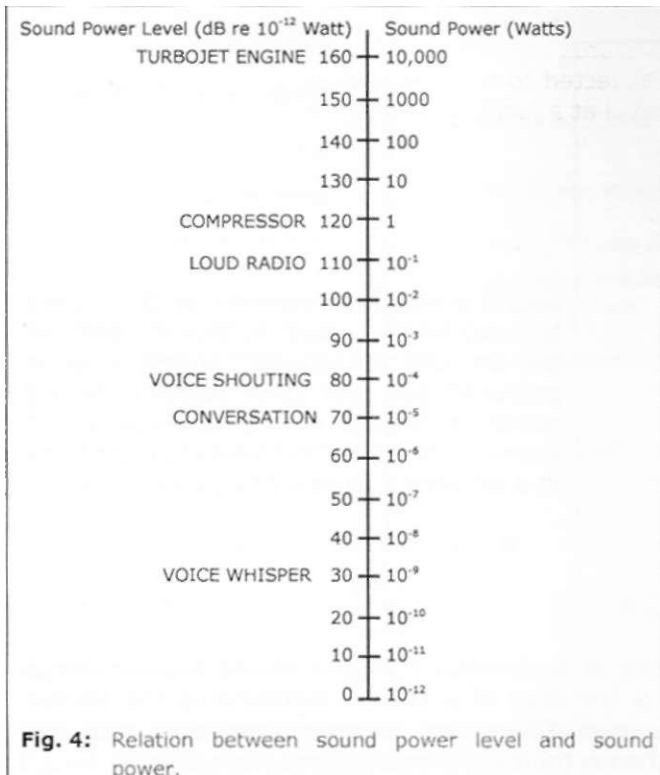 Sound Power Level (dB re 10⁻¹² Watt) Sound Power (Watts)
TURBOJET ENGINE 160 10,000
150 1000
140 100
130 10
COMPRESSOR 120 1
LOUD RADIO 110 10⁻¹
100 10⁻²
90 10⁻³
VOICE SHOUTING 80 10⁻⁴
CONVERSATION 70 10⁻⁵
60 10⁻⁶
50 10⁻⁷
40 10⁻⁸
VOICE WHISPER 30 10⁻⁹
20 10⁻¹⁰
10 10⁻¹¹
0 10⁻¹²
Fig. 4: Relation between sound power level and sound
power.